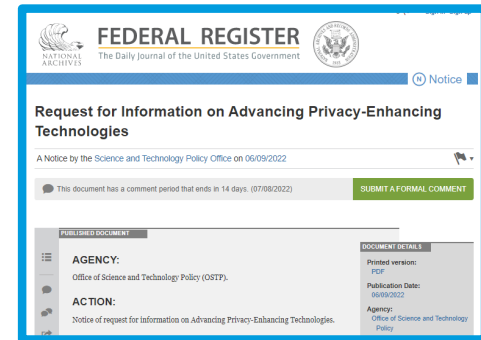 FEDERAL REGISTER
The Daily Journal of the United States Government
NATIONAL
ARCHIVES
N Notice
Request for Information on Advancing Privacy-Enhancing
Technologies
A Notice by the Science and Technology Policy Office on 06/09/2022
This document has a comment period that ends in 14 days. (07/08/2022)
SUBMIT A FORMAL COMMENT
PUBLISHED DOCUMENT
AGENCY:
Office of Science and Technology Policy (OSTP).
ACTION:
Notice of request for information on Advancing Privacy-Enhancing Technologies.
DOCUMENT DETAILS
Printed version:
PDF
Publication Date:
06/09/2022
Agency:
Office of Science and Technology
Policy